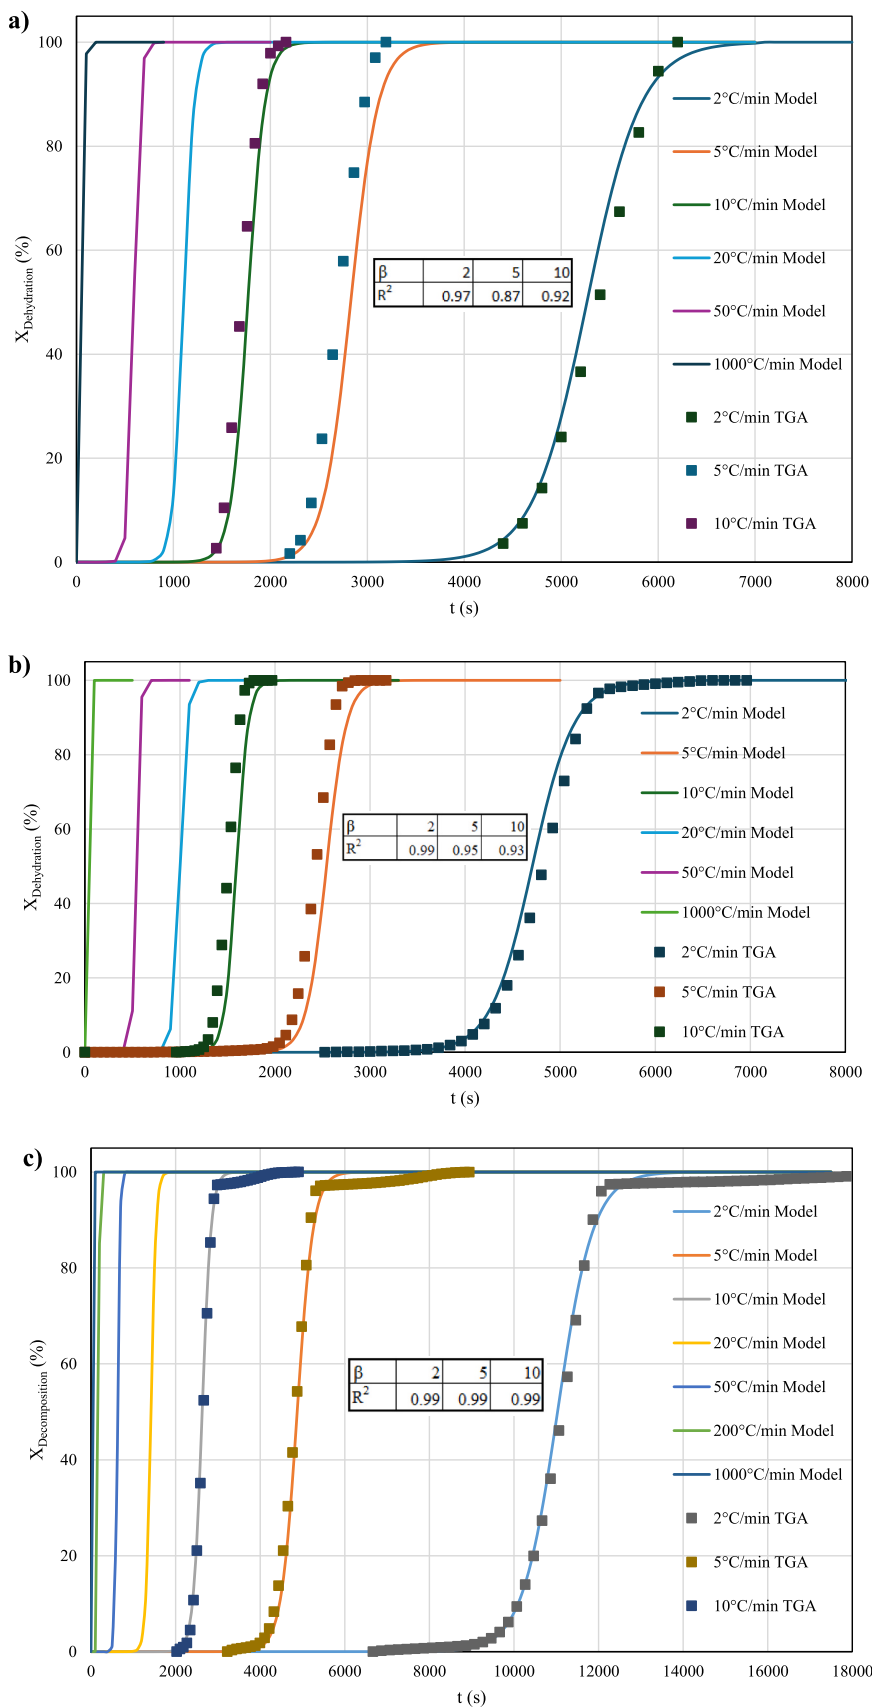 a)
100
80
60
40
20
0
X_Dehydration (%)
0 1000 2000 3000 4000 5000 6000 7000 8000
t (s)
2°C/min Model
5°C/min Model
10°C/min Model
20°C/min Model
50°C/min Model
1000°C/min Model
2°C/min TGA
5°C/min TGA
10°C/min TGA
β 2 5 10
R² 0.97 0.87 0.92
b)
100
80
60
40
20
0
X_Dehydration (%)
0 1000 2000 3000 4000 5000 6000 7000 8000
t (s)
2°C/min Model
5°C/min Model
10°C/min Model
20°C/min Model
50°C/min Model
1000°C/min Model
2°C/min TGA
5°C/min TGA
10°C/min TGA
β 2 5 10
R² 0.99 0.95 0.93
c)
100
80
60
40
20
0
X_Decomposition (%)
0 2000 4000 6000 8000 10000 12000 14000 16000 18000
t (s)
2°C/min Model
5°C/min Model
10°C/min Model
20°C/min Model
50°C/min Model
200°C/min Model
1000°C/min Model
2°C/min TGA
5°C/min TGA
10°C/min TGA
β 2 5 10
R² 0.99 0.99 0.99